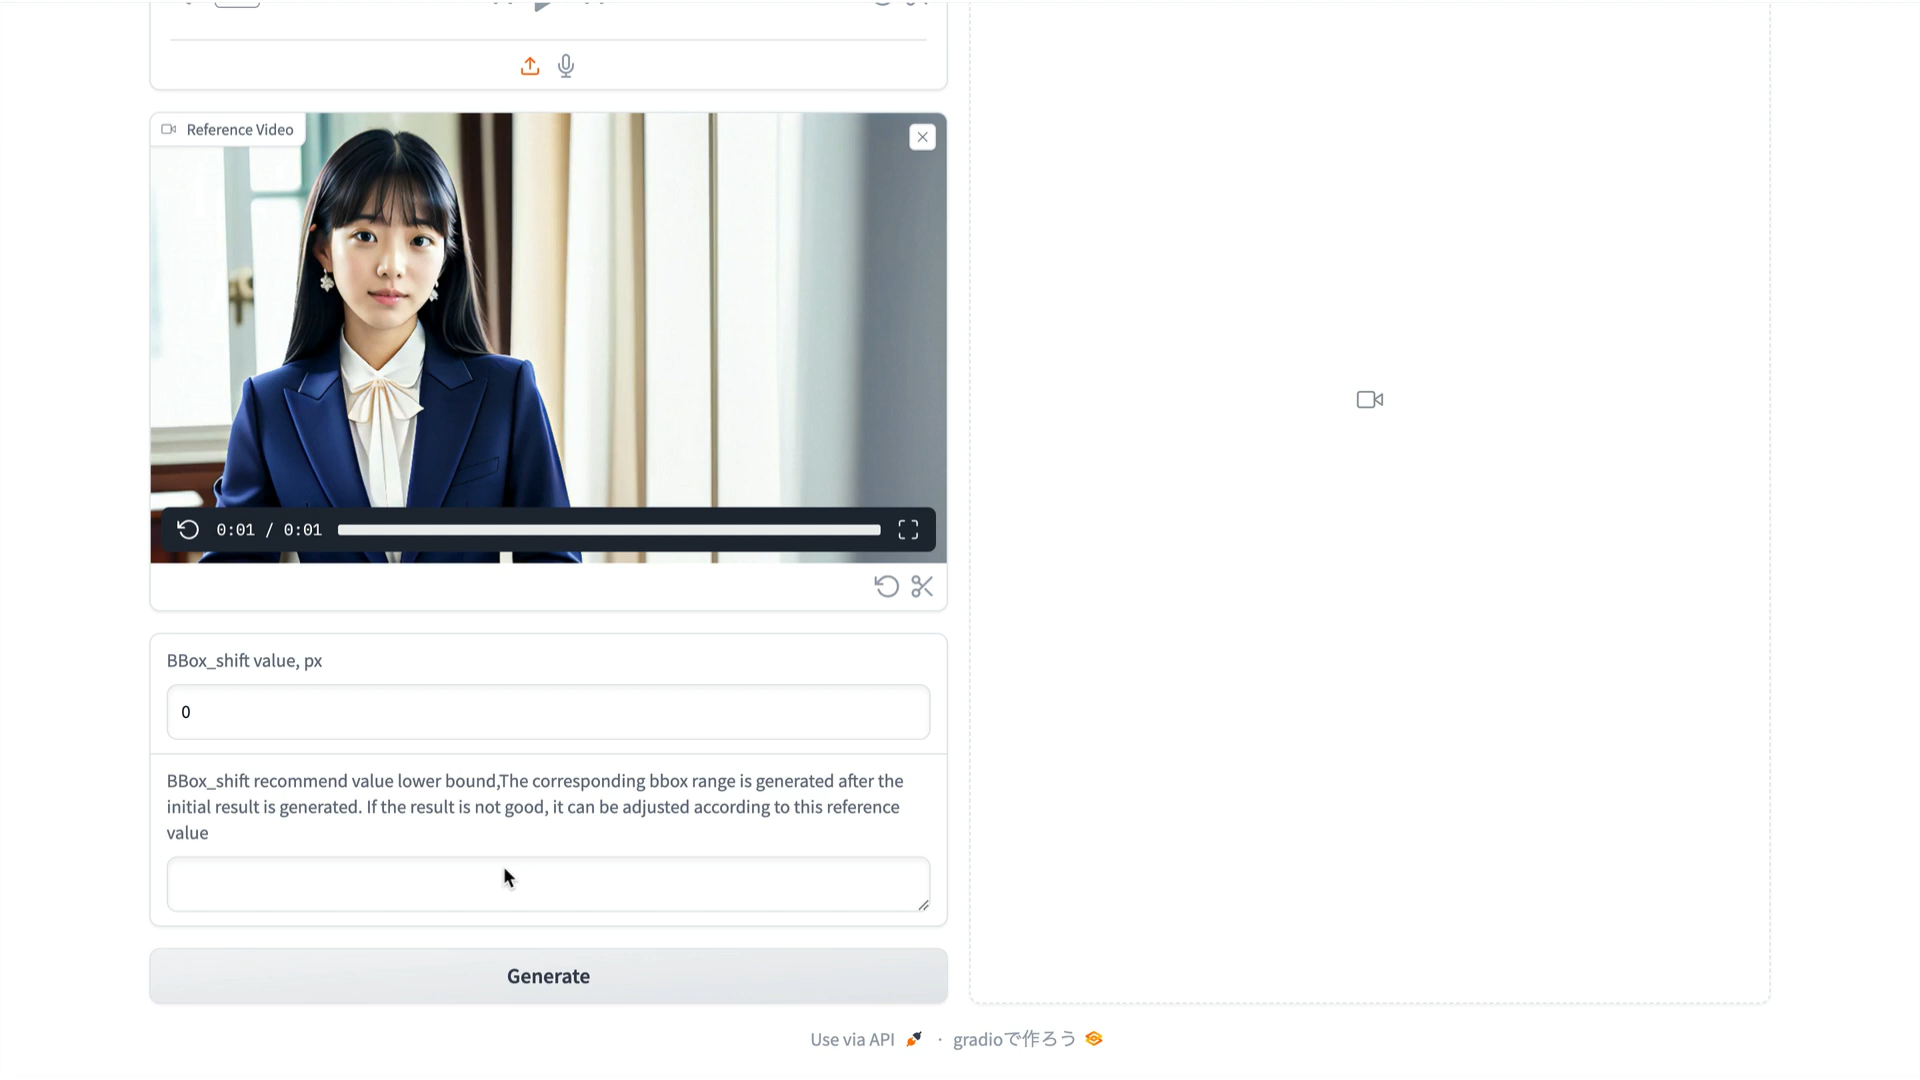 Reference Video
0:01 / 0:01
BBox_shift value, px
0
BBox_shift recommend value lower bound,The corresponding bbox range is generated after the
initial result is generated. If the result is not good, it can be adjusted according to this reference
value
Generate
Use via API · gradioで作ろう